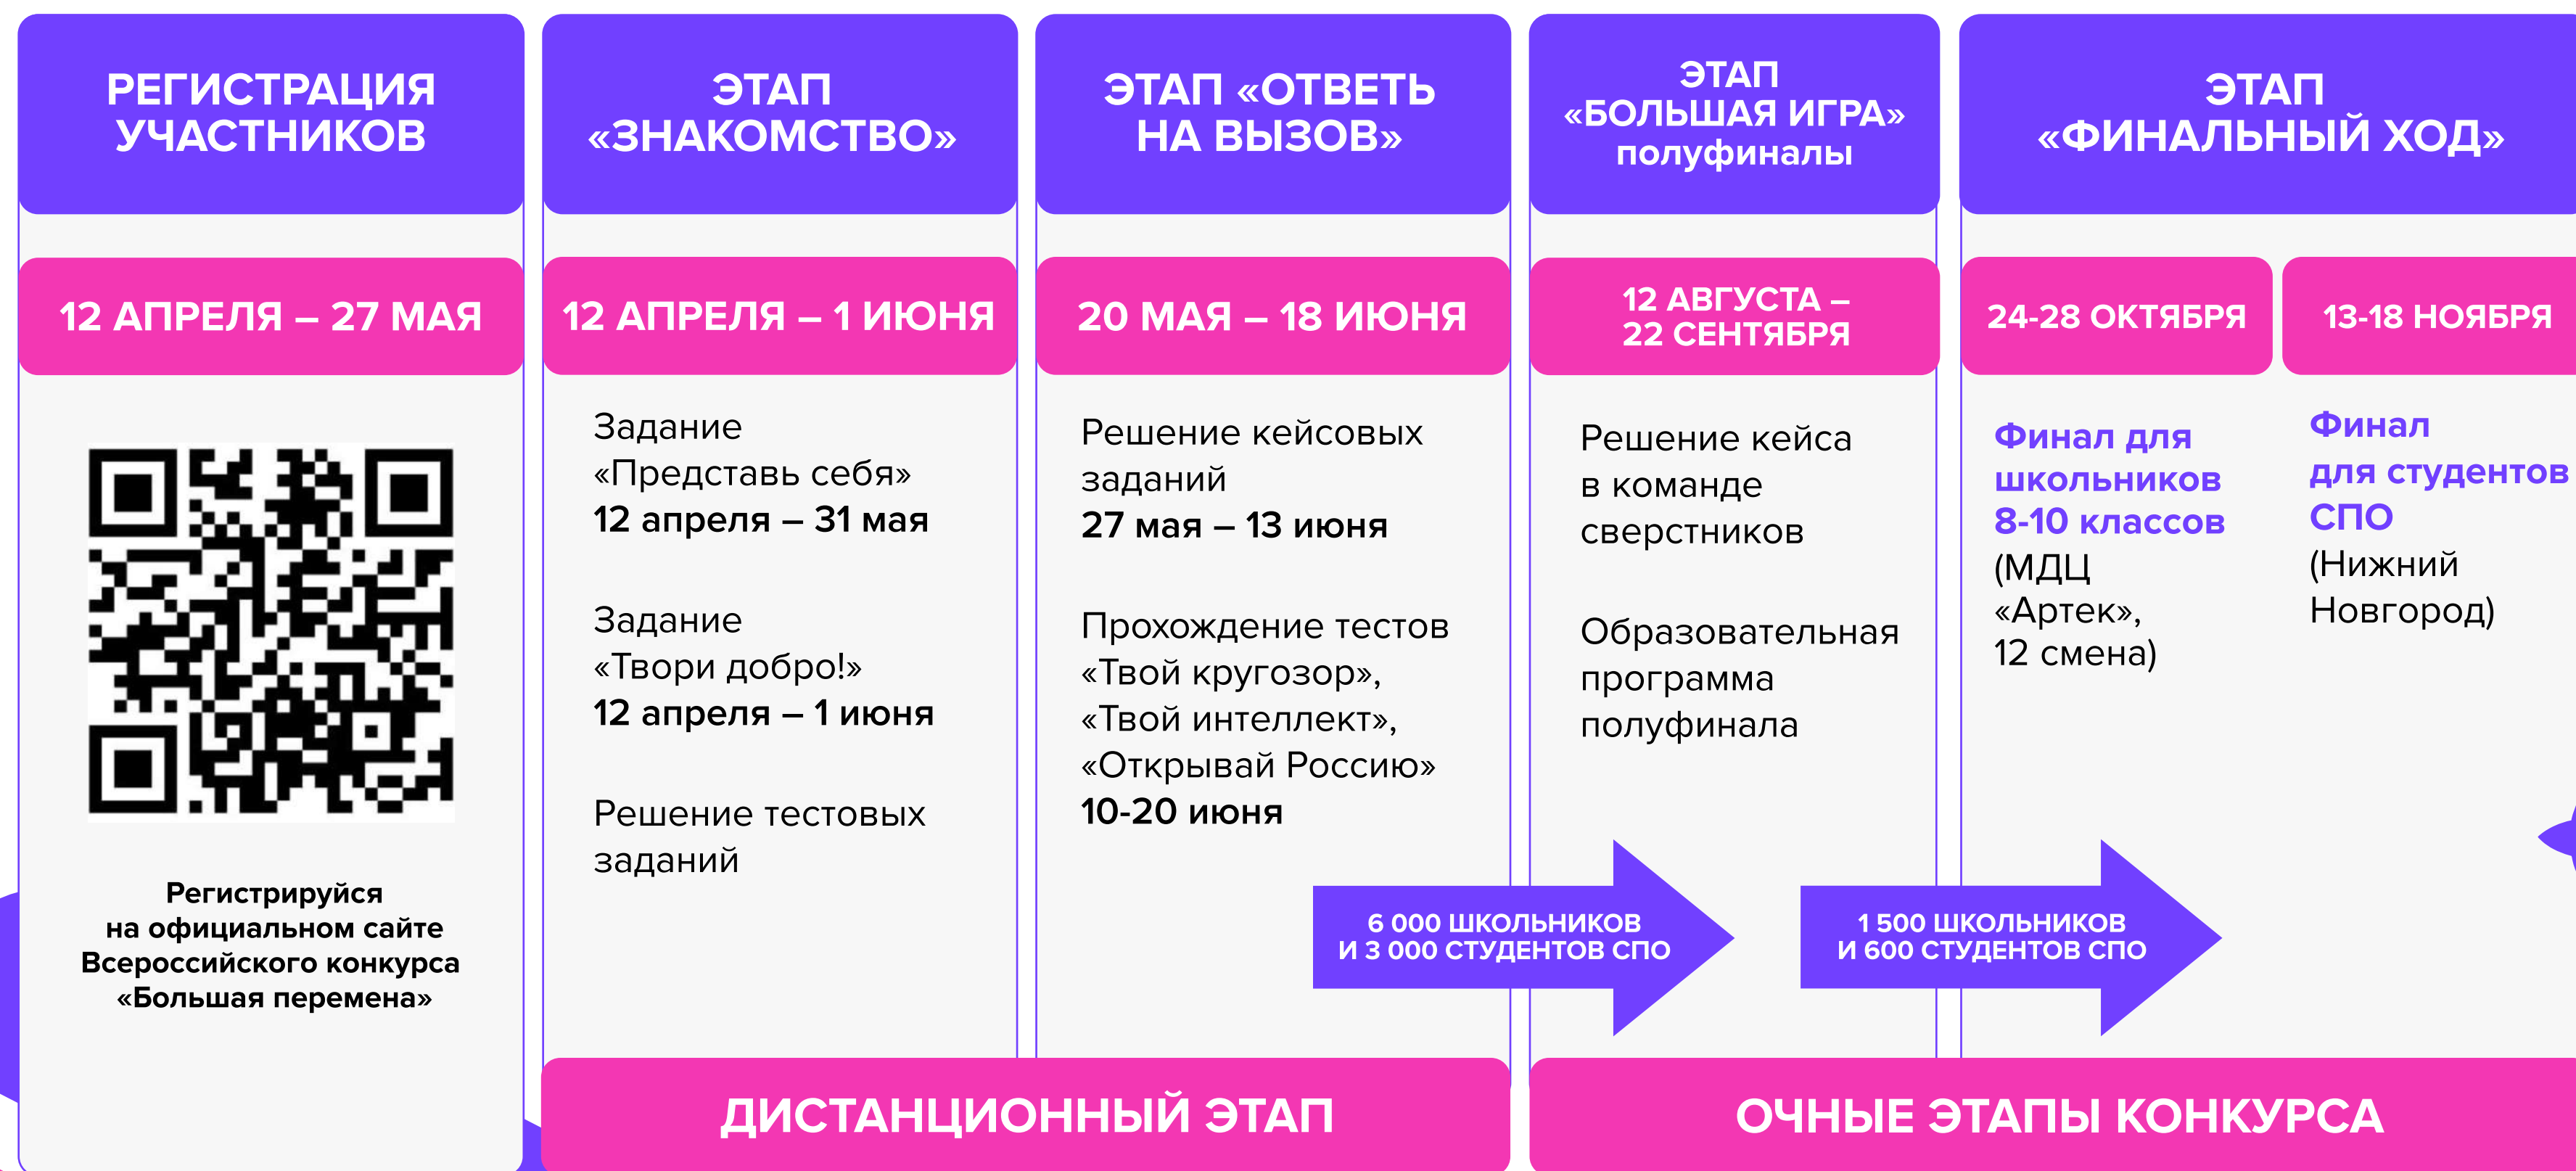 РЕГИСТРАЦИЯ
УЧАСТНИКОВ
12 АПРЕЛЯ – 27 МАЯ
Регистрируйся
на официальном сайте
Всероссийского конкурса
«Большая перемена»
ЭТАП
«ЗНАКОМСТВО»
12 АПРЕЛЯ – 1 ИЮНЯ
Задание
«Представь себя»
12 апреля – 31 мая
Задание
«Твори добро!»
12 апреля – 1 июня
Решение тестовых
заданий
ЭТАП «ОТВЕТЬ
НА ВЫЗОВ»
20 МАЯ – 18 ИЮНЯ
Решение кейсовых
заданий
27 мая – 13 июня
Прохождение тестов
«Твой кругозор»,
«Твой интеллект»,
«Открывай Россию»
10-20 июня
ДИСТАНЦИОННЫЙ ЭТАП
ЭТАП
«БОЛЬШАЯ ИГРА»
полуфиналы
12 АВГУСТА –
22 СЕНТЯБРЯ
Решение кейса
в команде
сверстников
Образовательная
программа
полуфинала
6 000 ШКОЛЬНИКОВ
И 3 000 СТУДЕНТОВ СПО
ЭТАП
«ФИНАЛЬНЫЙ ХОД»
24-28 ОКТЯБРЯ
Финал для
школьников
8-10 классов
(МДЦ
«Артек»,
12 смена)
13-18 НОЯБРЯ
Финал
для студентов
СПО
(Нижний
Новгород)
1 500 ШКОЛЬНИКОВ
И 600 СТУДЕНТОВ СПО
ОЧНЫЕ ЭТАПЫ КОНКУРСА